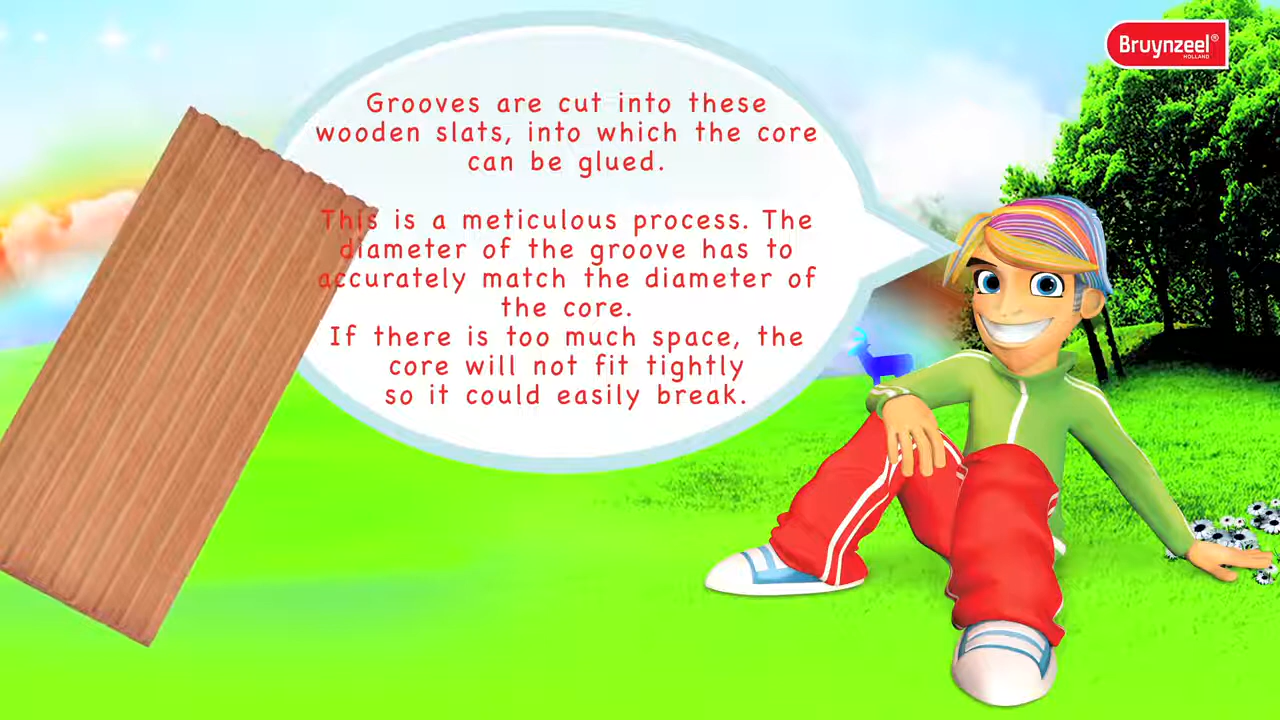 Bruynzeel®
HOLLAND
Grooves are cut into these
wooden slats, into which the core
can be glued.
This is a meticulous process. The
diameter of the groove has to
accurately match the diameter of
the core.
If there is too much space, the
core will not fit tightly
so it could easily break.